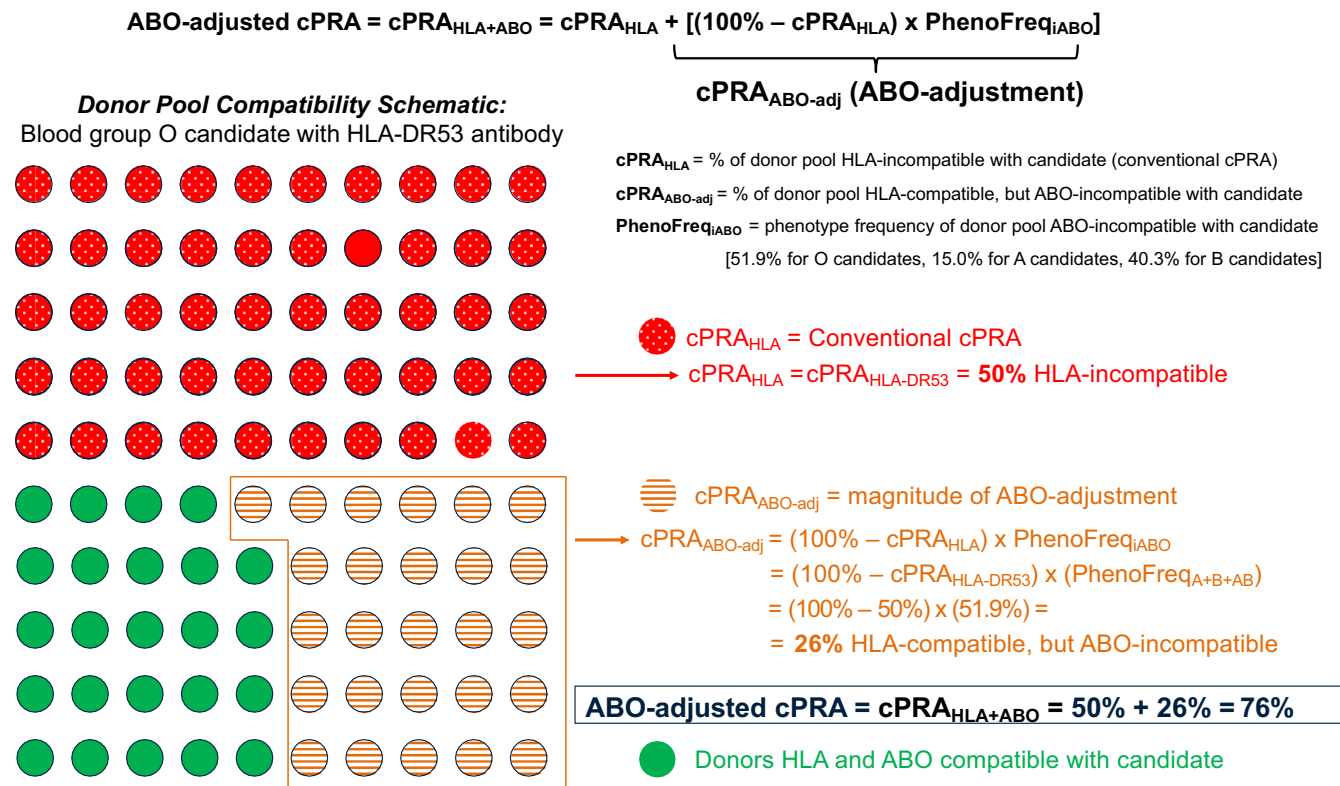 ABO-adjusted cPRA = cPRAHLA+ABO = cPRAHLA + [(100% – cPRAHLA) x PhenoFreqiABO]
cPRAABO-adj (ABO-adjustment)
Donor Pool Compatibility Schematic:
Blood group O candidate with HLA-DR53 antibody
cPRAHLA = % of donor pool HLA-incompatible with candidate (conventional cPRA)
cPRAABO-adj = % of donor pool HLA-compatible, but ABO-incompatible with candidate
PhenoFreqiABO = phenotype frequency of donor pool ABO-incompatible with candidate
[51.9% for O candidates, 15.0% for A candidates, 40.3% for B candidates]
cPRAHLA = Conventional cPRA
cPRAHLA = cPRAHLA-DR53 = 50% HLA-incompatible
cPRAABO-adj = magnitude of ABO-adjustment
cPRAABO-adj = (100% – cPRAHLA) x PhenoFreqiABO
= (100% – cPRAHLA-DR53) x (PhenoFreqA+B+AB)
= (100% – 50%) x (51.9%) =
= 26% HLA-compatible, but ABO-incompatible
ABO-adjusted cPRA = cPRAHLA+ABO = 50% + 26% = 76%
Donors HLA and ABO compatible with candidate